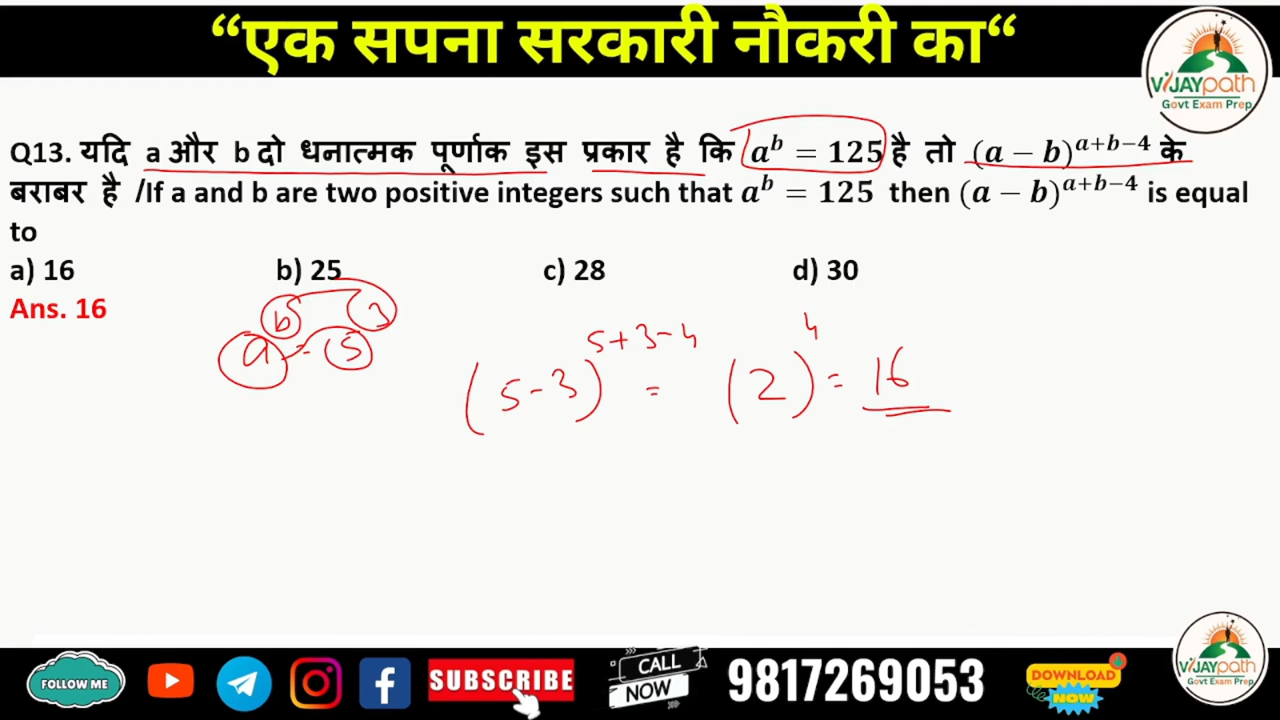 “एक सपना सरकारी नौकरी का“
VIJAYpath
Govt Exam Prep
Q13. यदि a और b दो धनात्मक पूर्णाक इस प्रकार है कि a^b = 125 है तो (a − b)^{a+b−4} के
बराबर है /If a and b are two positive integers such that a^b = 125 then (a − b)^{a+b−4} is equal
to
a) 16 b) 25 c) 28 d) 30
Ans. 16
a^b = 5^3
(5-3)^{5+3-4} = (2)^4 = 16
FOLLOW ME
SUBSCRIBE
CALL NOW
9817269053
DOWNLOAD NOW
VIJAYpath
Govt Exam Prep